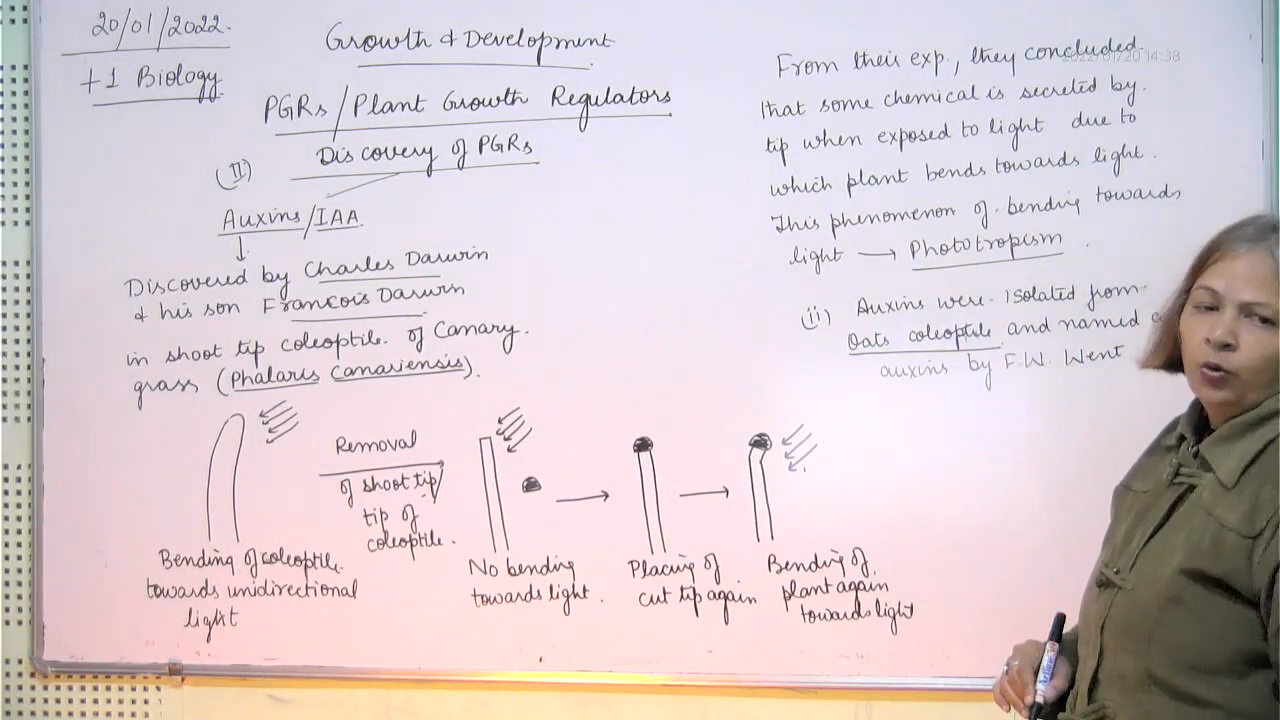 20/01/2022.
+1 Biology
Growth & Development
PGRs/Plant Growth Regulators
Discovery of PGRs
(II)
Auxins/IAA
Discovered by Charles Darwin
& his son Francois Darwin
in shoot tip coleoptile. of Canary.
grass (Phalaris Canariensis).
Removal
of shoot tip/
tip of
coleoptile.
Bending of coleoptile.
towards unidirectional
light
No bending
towards light.
Placing of
cut tip again
Bending of.
plant again
towards light
2022/01/20 14:38
From their exp., they concluded
that some chemical is secreted by.
tip when exposed to light due to
which plant bends towards light.
This phenomenon of. bending towards
light → Phototropism.
(ii) Auxins were isolated from
Oats coleoptile and named
auxins by F.W. Went